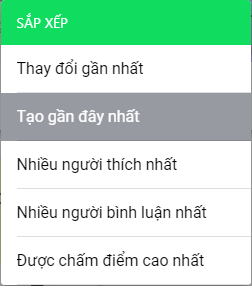 SẮP XẾP
Thay đổi gần nhất
Tạo gần đây nhất
Nhiều người thích nhất
Nhiều người bình luận nhất
Được chấm điểm cao nhất